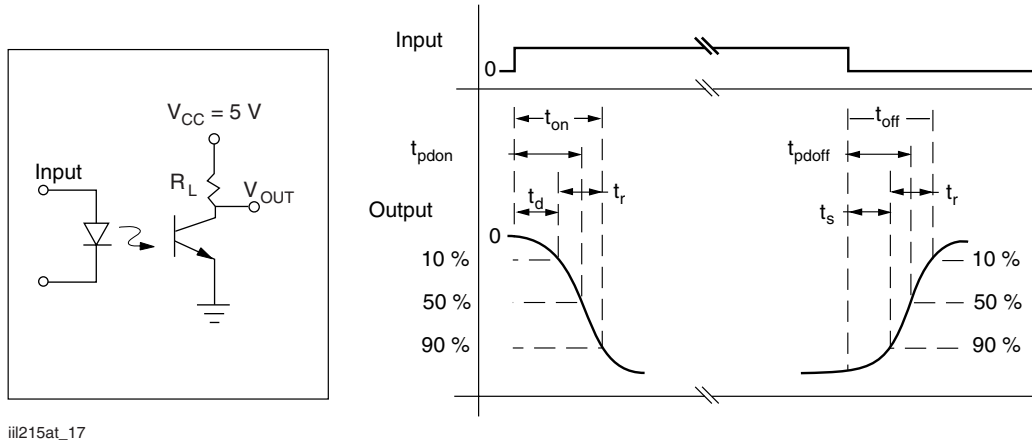 Input
0
V_CC = 5 V
Input
R_L
V_OUT
t_on
t_off
t_pdon
t_pdoff
t_r
t_r
t_d
t_s
Output
0
10 %
10 %
50 %
50 %
90 %
90 %
iil215at_17